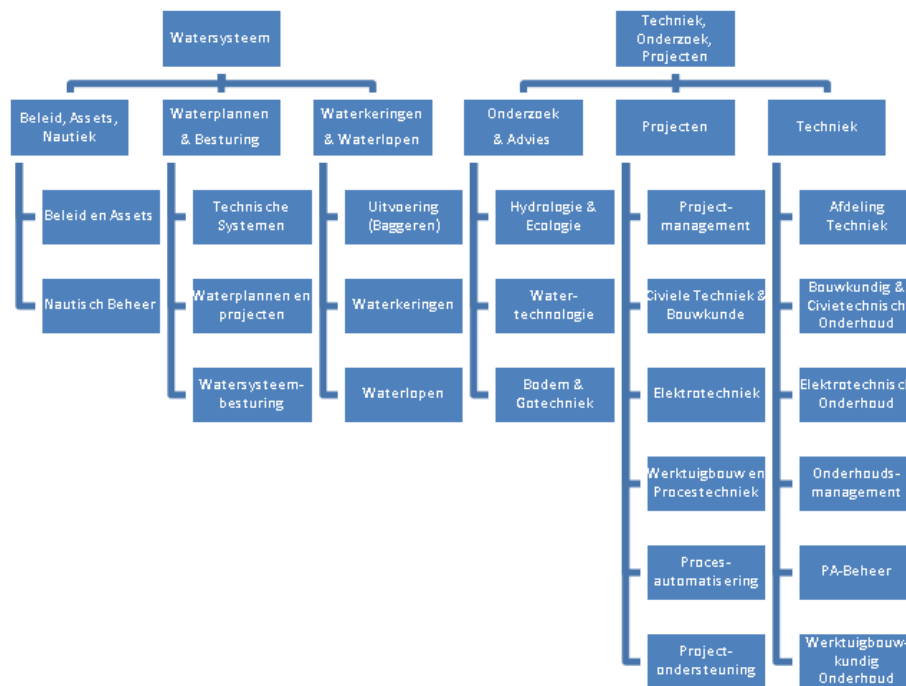 Watersysteem
Techniek,
Onderzoek,
Projecten
Beleid, Assets,
Nautiek
Waterplannen
& Besturing
Waterkeringen
& Waterlopen
Onderzoek
& Advies
Projecten
Techniek
Beleid en Assets
Technische
Systemen
Uitvoering
(Baggeren)
Hydrologie &
Ecologie
Project-
management
Afdeling
Techniek
Nautisch Beheer
Waterplannen en
projecten
Waterkeringen
Water-
technologie
Civiele Techniek &
Bouwkunde
Bouwkundig &
Civietechnisch
Onderhoud
Watersysteem-
besturing
Waterlopen
Bodem &
Gotechniek
Elektrotechniek
Elektrotechnisch
Onderhoud
Werktuigbouw en
Procestechniek
Onderhouds-
management
Proces-
automatisering
PA-Beheer
Project-
ondersteuning
Werktuigbouw-
kundig
Onderhoud